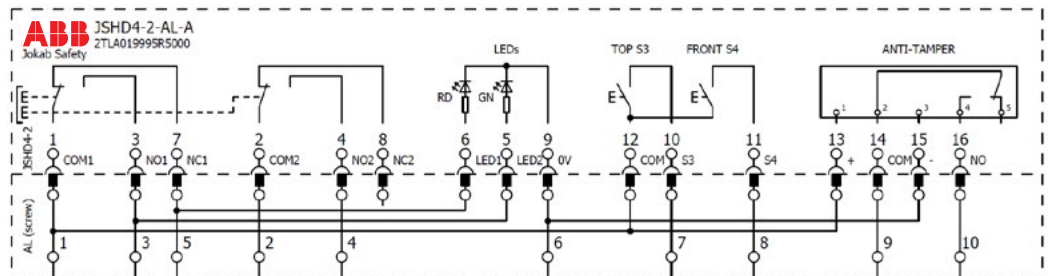 ABB JSHD4-2-AL-A
2TLA019995R5000
Jokab Safety
LEDs TOP S3 FRONT S4 ANTI-TAMPER
RD GN E E
E
E
1 2 3 4 5
JSHD4-2
1 3 7 2 4 8 6 5 9 12 10 11 13 14 15 16
COM1 NO1 NC1 COM2 NO2 NC2 LED1 LED2 0V COM S3 S4 + COM - NO
AL (screw)
1 3 5 2 4 6 7 8 9 10